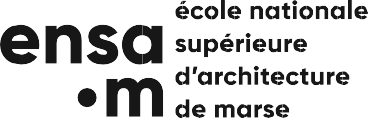 ensa
•m
école nationale
supérieure
d'architecture
de marse